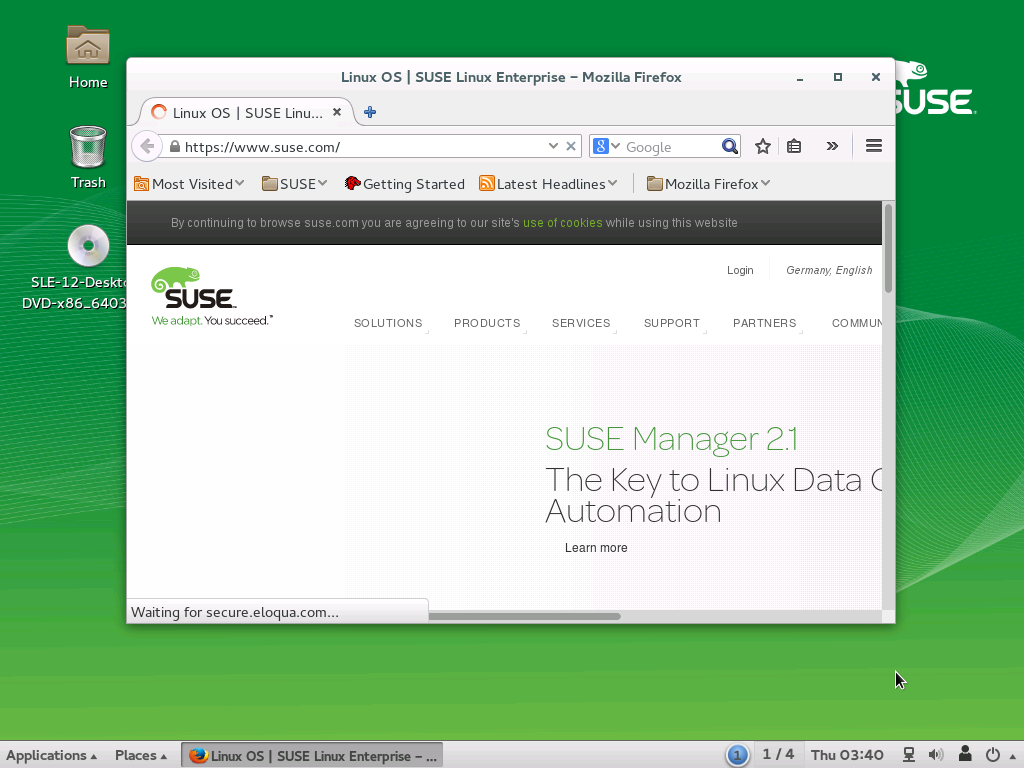 Home
Trash
SLE-12-Deskto
DVD-x86_6403
SUSE
Linux OS | SUSE Linux Enterprise – Mozilla Firefox
Linux OS | SUSE Linu...
https://www.suse.com/
8 Google
Most Visited SUSE Getting Started Latest Headlines Mozilla Firefox
By continuing to browse suse.com you are agreeing to our site's use of cookies while using this website
Login Germany, English
SUSE
We adapt. You succeed.
SOLUTIONS PRODUCTS SERVICES SUPPORT PARTNERS COMMUN
SUSE Manager 2.1
The Key to Linux Data C
Automation
Learn more
Waiting for secure.eloqua.com...
Applications Places Linux OS | SUSE Linux Enterprise – ... 1 1 / 4 Thu 03:40